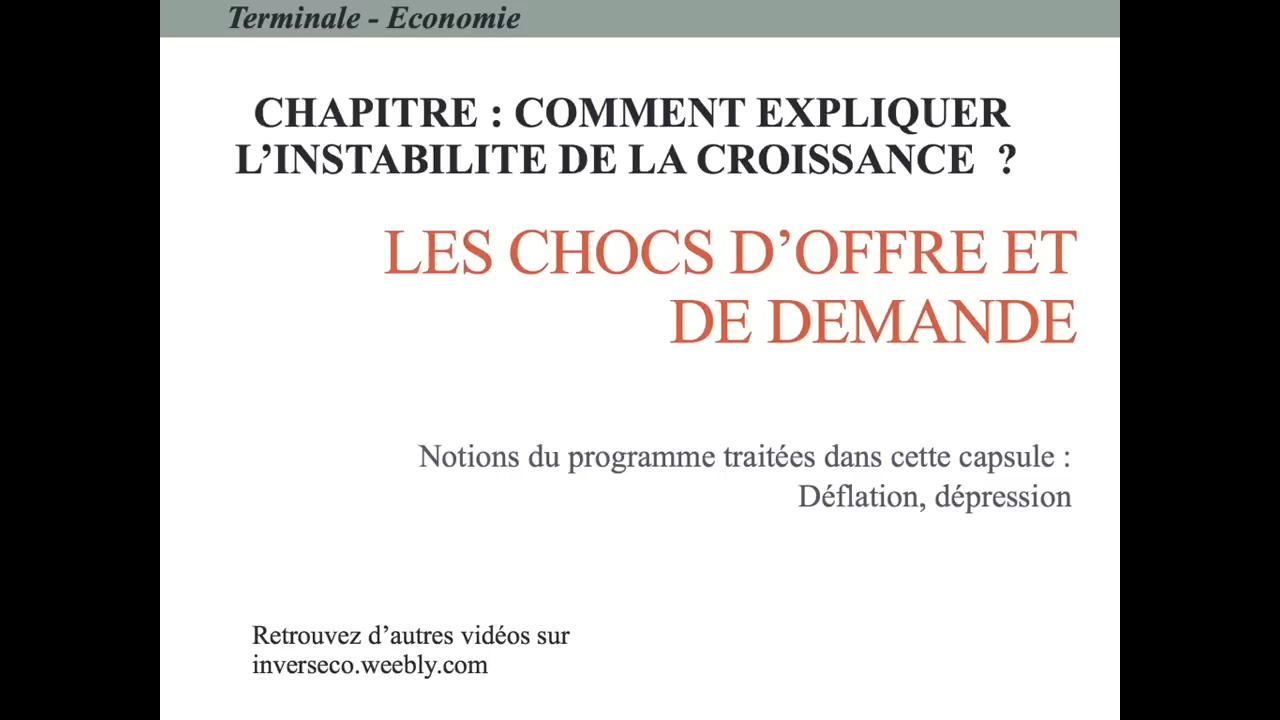 Terminale - Economie
CHAPITRE : COMMENT EXPLIQUER
L’INSTABILITE DE LA CROISSANCE  ?
LES CHOCS D’OFFRE ET
DE DEMANDE
Notions du programme traitées dans cette capsule :
Déflation, dépression
Retrouvez d’autres vidéos sur
inverseco.weebly.com